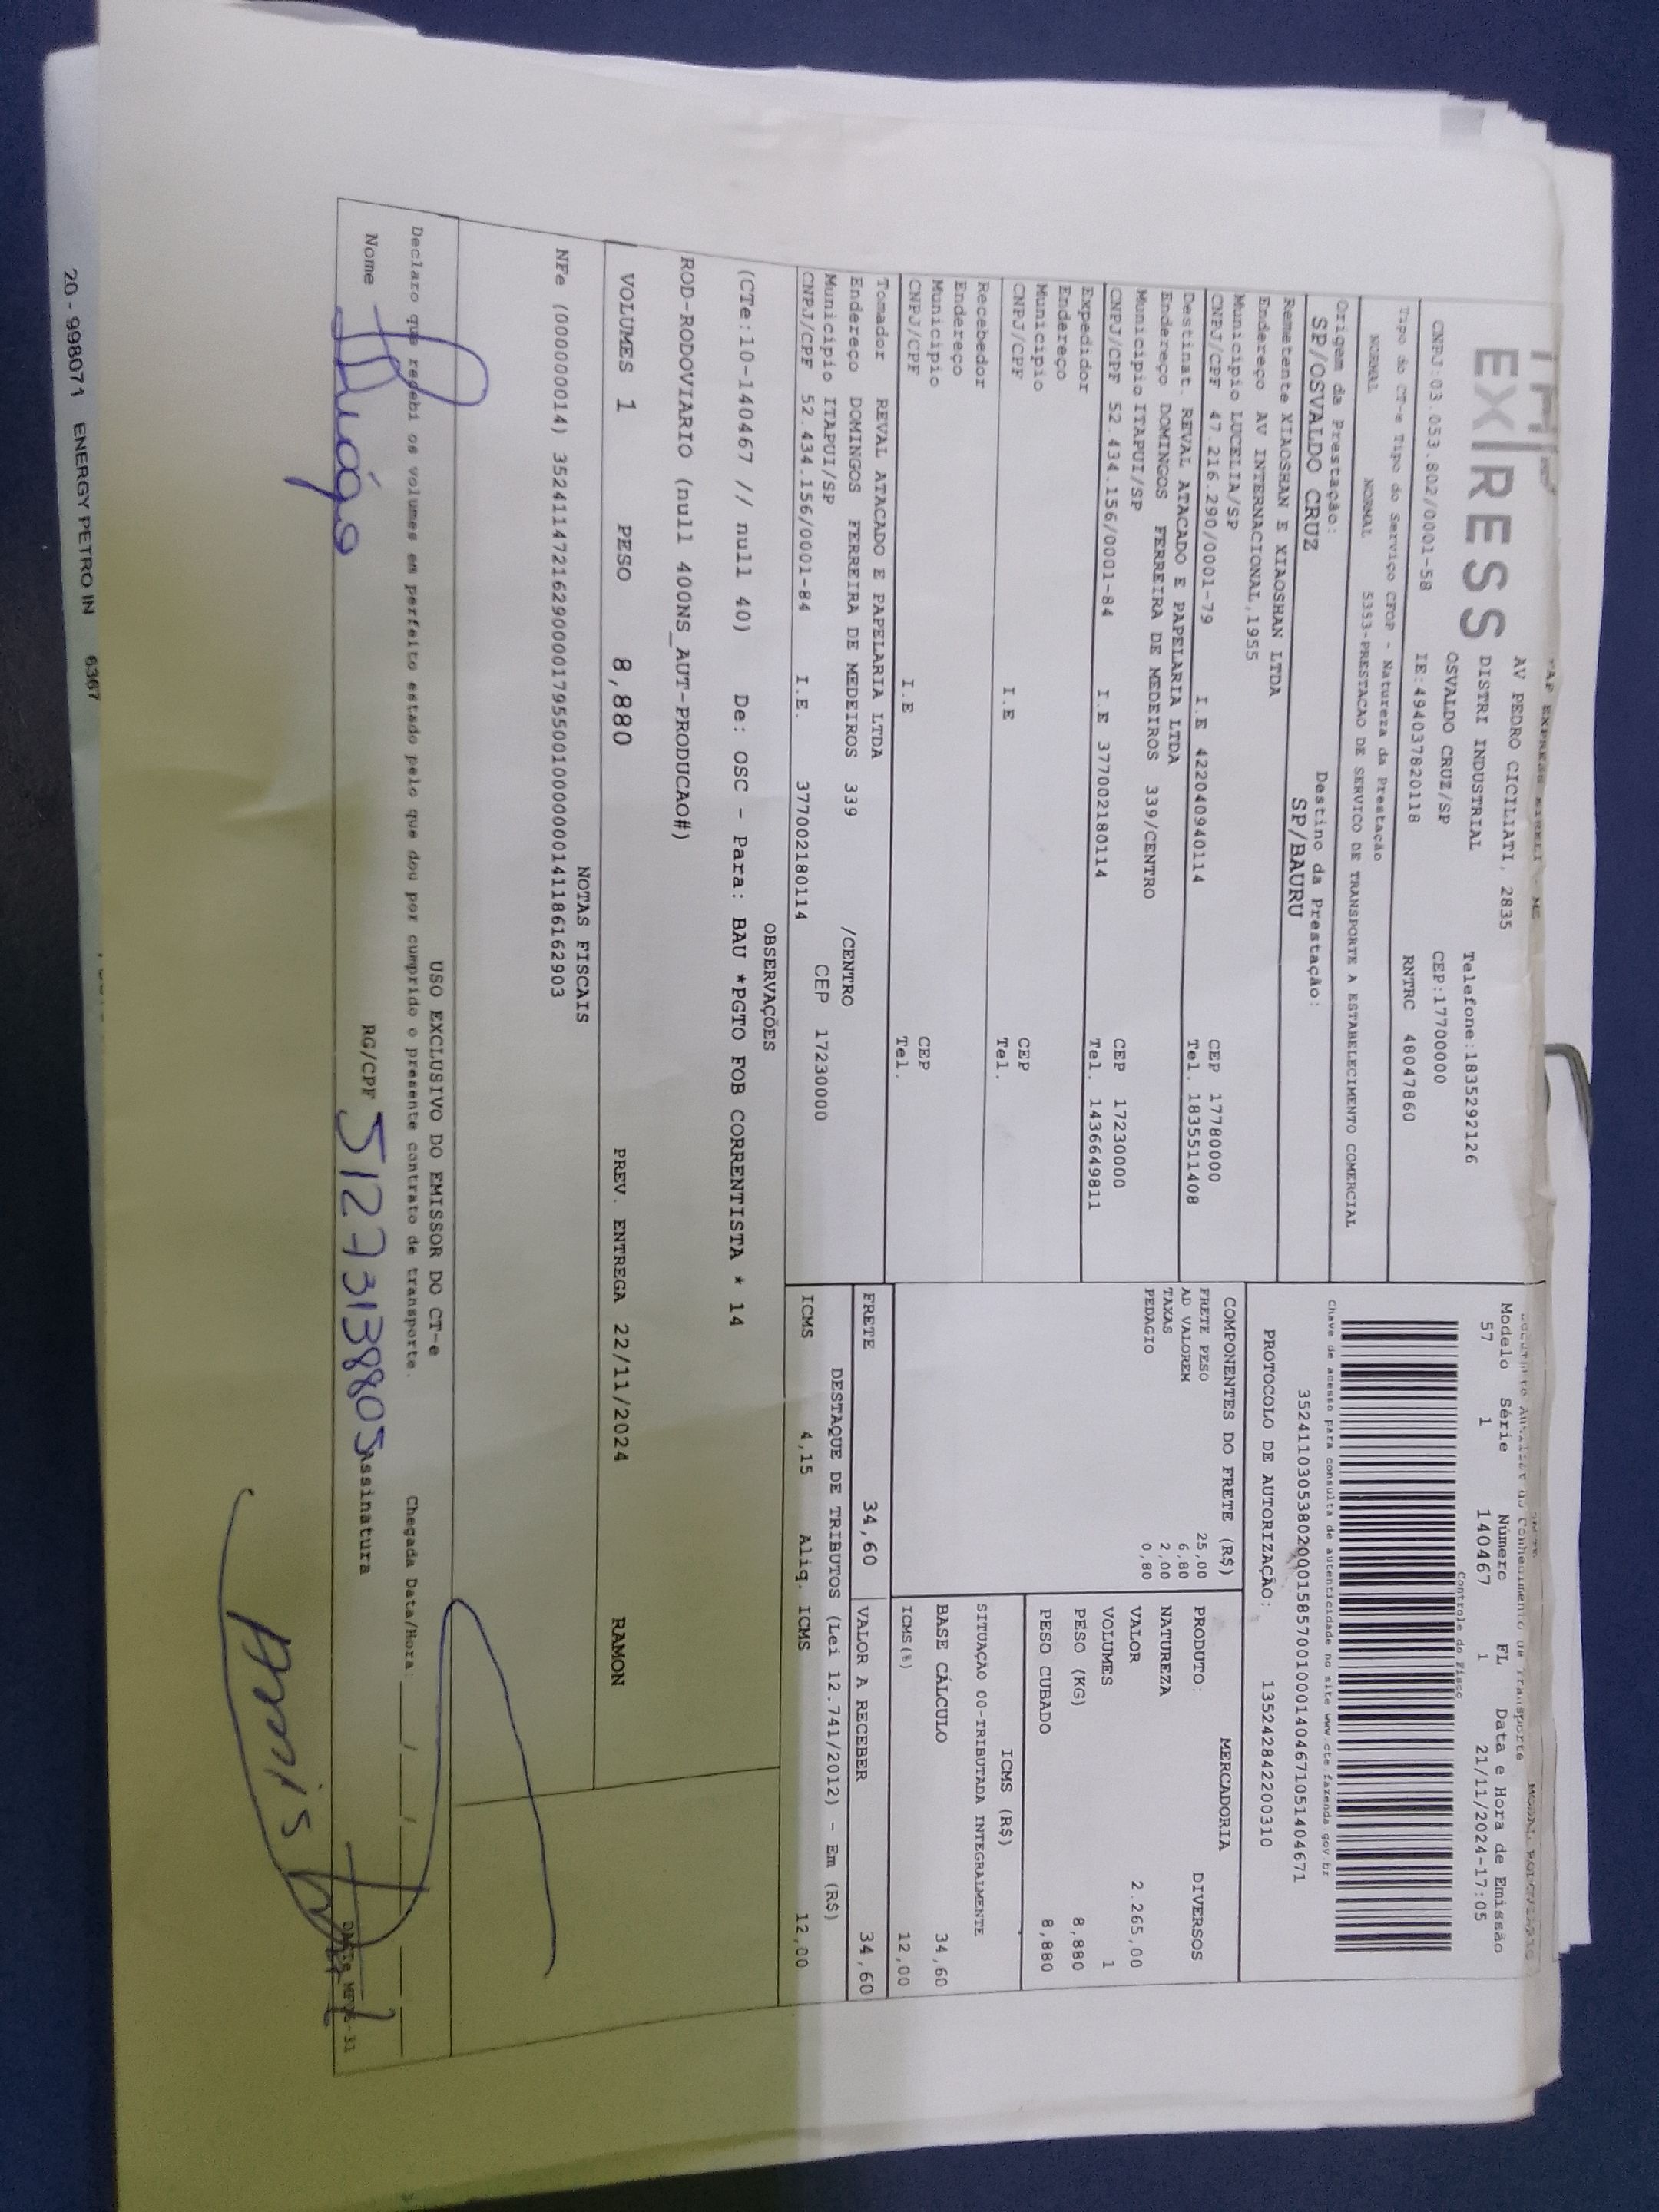 EXPRESS
AV PEDRO CICILIATI, 2835
DISTRI INDUSTRIAL
OSVALDO CRUZ/SP
Telefone:1835292126
CEP:17700000
CNPJ:03.053.802/0001-58 IE:494037820118 RNTRC 48047860
Tipo do CT-e Tipo do Serviço CFOP - Natureza da Prestação
NORMAL NORMAL 5353-PRESTACAO DE SERVICO DE TRANSPORTE A ESTABELECIMENTO COMERCIAL
Modelo Série Número FL Data e Hora de Emissão
57 1 140467 1 21/11/2024-17:05
Controle do Fisco
Chave de acesso para consulta de autenticidade no site www.cte.fazenda.gov.br
35241103053802000158570010001404671051404671
PROTOCOLO DE AUTORIZAÇÃO: 135242842200310
Origem da Prestação: Destino da Prestação:
SP/OSVALDO CRUZ SP/BAURU
Remetente XIAOSHAN E XIAOSHAN LTDA
Endereço AV INTERNACIONAL,1955
Municipio LUCELIA/SP CEP 17780000
CNPJ/CPF 47.216.290/0001-79 I.E 422040940114 Tel. 1835511408
Destinat. REVAL ATACADO E PAPELARIA LTDA
Endereço DOMINGOS FERREIRA DE MEDEIROS 339/CENTRO
Municipio ITAPUI/SP CEP 17230000
CNPJ/CPF 52.434.156/0001-84 I.E 377002180114 Tel. 1436649811
Expedidor
Endereço
Municipio CEP
CNPJ/CPF I.E Tel.
Recebedor
Endereço
Municipio CEP
CNPJ/CPF I.E Tel.
Tomador REVAL ATACADO E PAPELARIA LTDA
Endereço DOMINGOS FERREIRA DE MEDEIROS 339 /CENTRO
Municipio ITAPUI/SP CEP 17230000
CNPJ/CPF 52.434.156/0001-84 I.E. 377002180114
COMPONENTES DO FRETE (R$)
FRETE PESO 25,00
AD VALOREM 6,80
TAXAS 2,00
PEDAGIO 0,80
MERCADORIA
PRODUTO: DIVERSOS
NATUREZA
VALOR 2.265,00
VOLUMES 1
PESO (KG) 8,880
PESO CUBADO 8,880
ICMS (R$)
SITUAÇÃO 00-TRIBUTADA INTEGRALMENTE
BASE CÁLCULO 34,60
ICMS(%) 12,00
FRETE 34,60 VALOR A RECEBER 34,60
DESTAQUE DE TRIBUTOS (Lei 12.741/2012) - Em (R$)
ICMS 4,15 Aliq. ICMS 12,00
OBSERVAÇÕES
(CTe:10-140467 // null 40) De: OSC - Para: BAU *PGTO FOB CORRENTISTA * 14
ROD-RODOVIARIO (null 400NS_AUT-PRODUCAO#)
VOLUMES 1 PESO 8,880 PREV. ENTREGA 22/11/2024 RAMON
NOTAS FISCAIS
NFe (000000014) 35241147216290000179550010000000141186162903
USO EXCLUSIVO DO EMISSOR DO CT-e
Declaro que recebi os volumes em perfeito estado pelo que dou por cumprido o presente contrato de transporte. Chegada Data/Hora: ___/___/___
Nome RG/CPF 51273138805 Assinatura
20 - 998071 ENERGY PETRO IN 6367